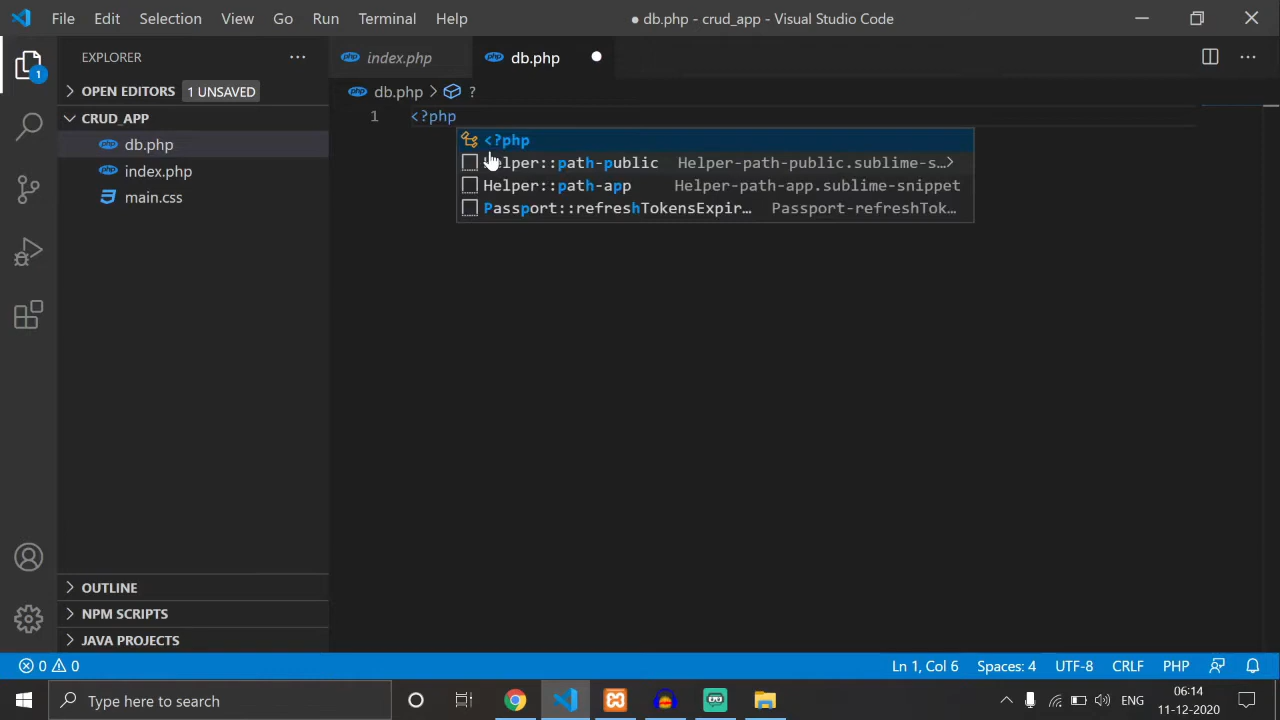 File Edit Selection View Go Run Terminal Help
● db.php - crud_app - Visual Studio Code
EXPLORER
index.php
db.php
OPEN EDITORS 1 UNSAVED
db.php > ?
CRUD_APP
1 <?php
db.php
index.php
main.css
<?php
Helper::path-public Helper-path-public.sublime-s…>
Helper::path-app Helper-path-app.sublime-snippet
Passport::refreshTokensExpir… Passport-refreshTok…
1
OUTLINE
NPM SCRIPTS
JAVA PROJECTS
0 0 Ln 1, Col 6 Spaces: 4 UTF-8 CRLF PHP
Type here to search
ENG
06:14
11-12-2020